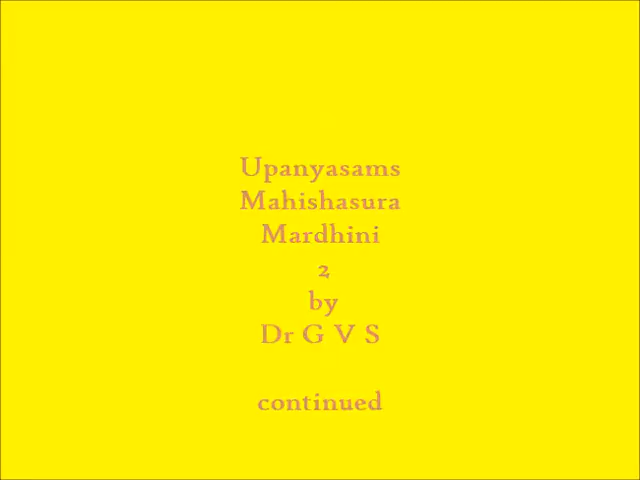 Upanyasams
Mahishasura
Mardhini
2
by
Dr G V S
continued